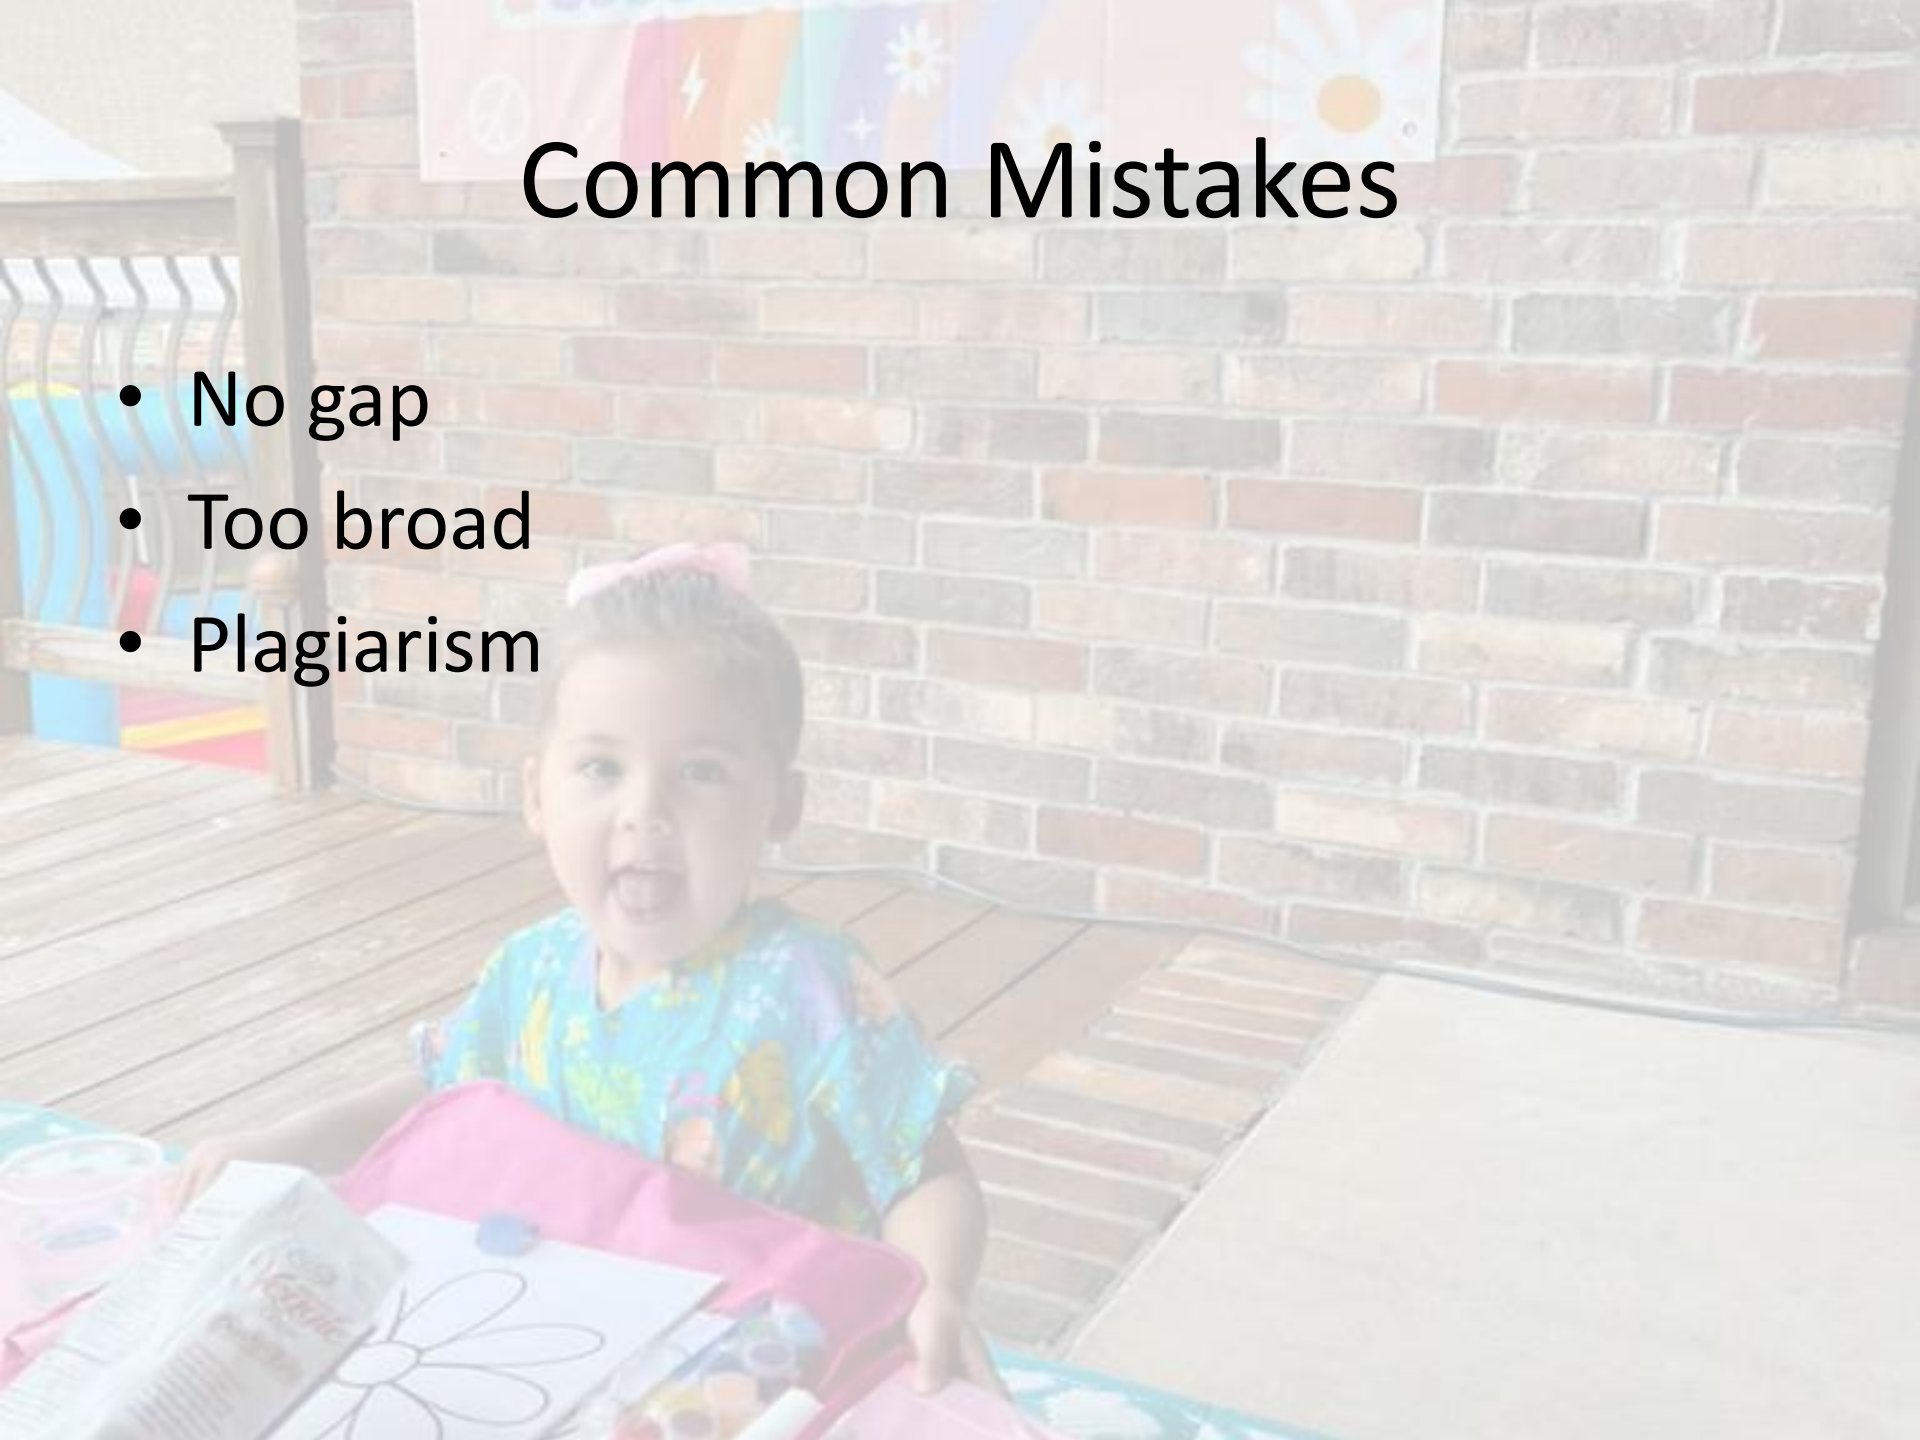 Common Mistakes
• No gap
• Too broad
• Plagiarism